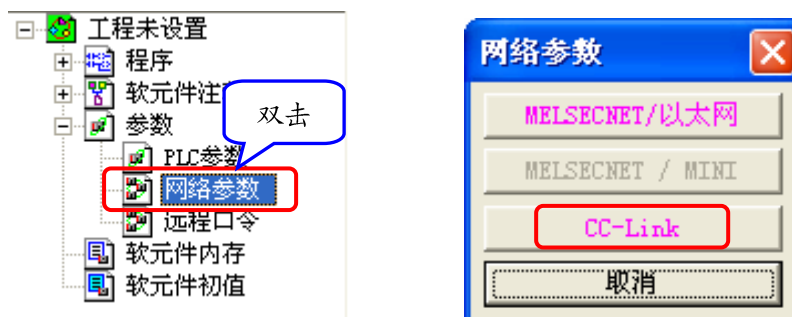 工程未设置
程序
软元件注
参数
双击
PLC参数
网络参数
远程口令
软元件内存
软元件初值
网络参数
MELSECNET/以太网
MELSECNET / MINI
CC-Link
取消